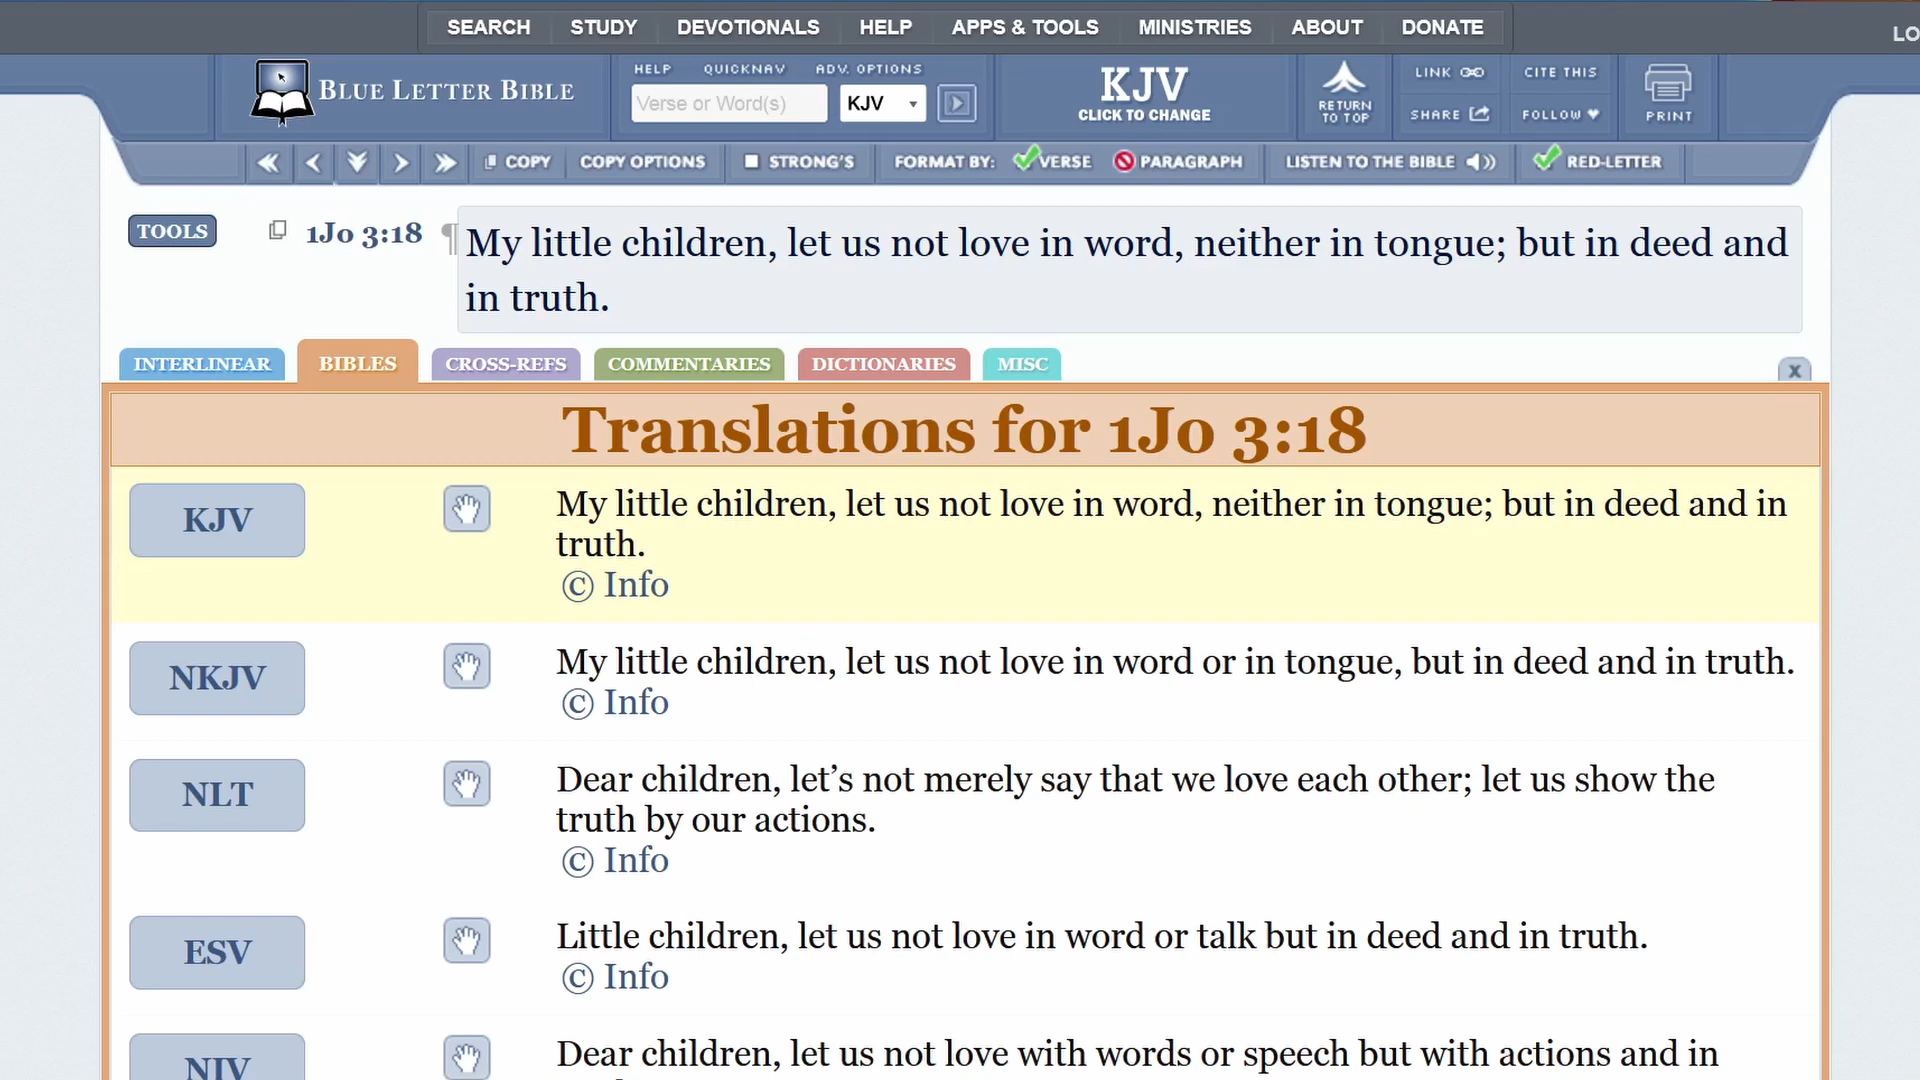 SEARCH STUDY DEVOTIONALS HELP APPS & TOOLS MINISTRIES ABOUT DONATE
LO
BLUE LETTER BIBLE
HELP QUICKNAV ADV. OPTIONS
Verse or Word(s) KJV
KJV
CLICK TO CHANGE
RETURN
TO TOP
LINK
SHARE
CITE THIS
FOLLOW
PRINT
COPY COPY OPTIONS STRONG'S FORMAT BY: VERSE PARAGRAPH LISTEN TO THE BIBLE RED-LETTER
TOOLS 1Jo 3:18 ¶ My little children, let us not love in word, neither in tongue; but in deed and
in truth.
INTERLINEAR BIBLES CROSS-REFS COMMENTARIES DICTIONARIES MISC X
Translations for 1Jo 3:18
KJV My little children, let us not love in word, neither in tongue; but in deed and in
truth.
© Info
NKJV My little children, let us not love in word or in tongue, but in deed and in truth.
© Info
NLT Dear children, let’s not merely say that we love each other; let us show the
truth by our actions.
© Info
ESV Little children, let us not love in word or talk but in deed and in truth.
© Info
NIV Dear children, let us not love with words or speech but with actions and in